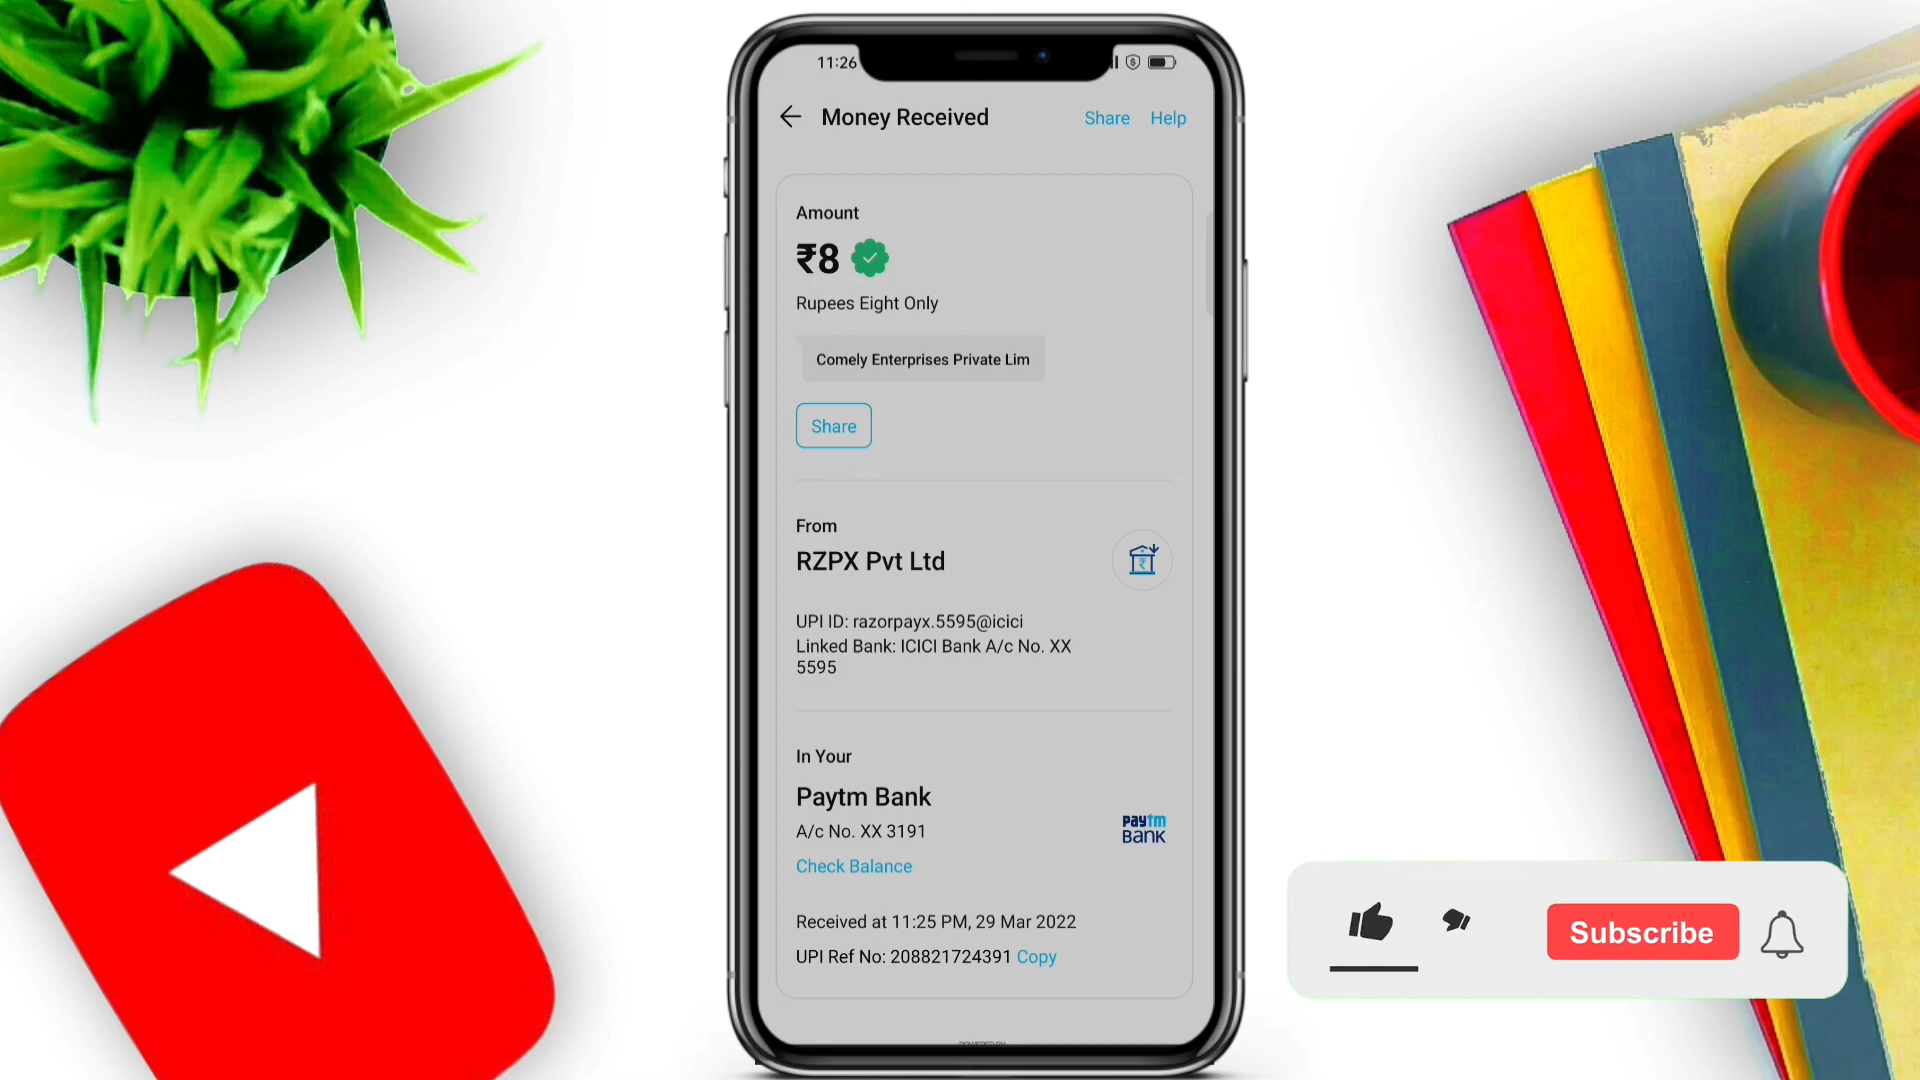 11:26
Money Received
Share Help
Amount
₹8
Rupees Eight Only
Comely Enterprises Private Lim
Share
From
RZPX Pvt Ltd
UPI ID: razorpayx.5595@icici
Linked Bank: ICICI Bank A/c No. XX
5595
In Your
Paytm Bank
A/c No. XX 3191
paytm
BANK
Check Balance
Received at 11:25 PM, 29 Mar 2022
UPI Ref No: 208821724391 Copy
POWERED BY
Subscribe